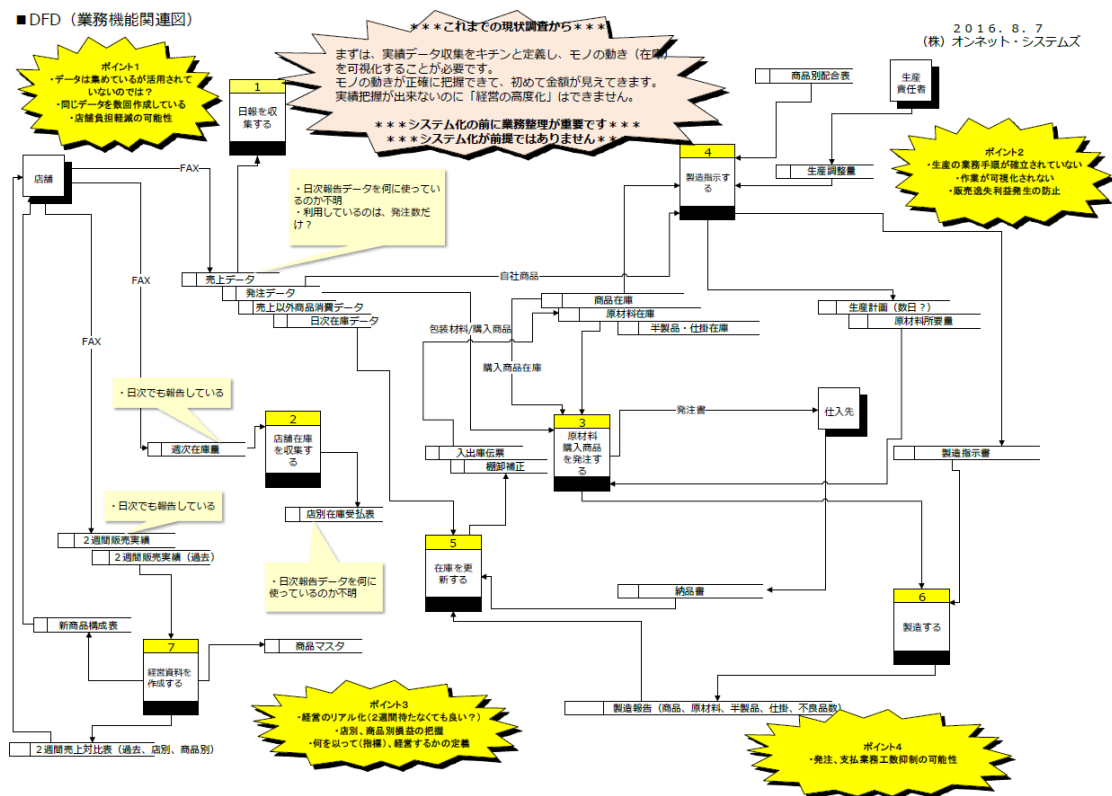 ■DFD（業務機能関連図）
２０１６．８．７
（株）オンネット・システムズ
＊＊＊これまでの現状調査から＊＊＊
まずは、実績データ収集をキチンと定義し、モノの動き（在庫）
を可視化することが必要です。
モノの動きが正確に把握できて、初めて金額が見えてきます。
実績把握が出来ないのに「経営の高度化」はできません。
＊＊＊システム化の前に業務整理が重要です＊＊＊
＊＊＊システム化が前提ではありません＊＊＊
ポイント1
・データは集めているが活用されて
いないのでは？
・同じデータを数回作成している
・店舗負担軽減の可能性
1
日報を収
集する
商品別配合表
生産
責任者
4
製造指示す
る
生産調整量
ポイント2
・生産の業務手順が確立されていない
・作業が可視化されない
・販売逸失利益発生の防止
店舗
FAX
FAX
FAX
・日次報告データを何に使ってい
るのか不明
・利用しているのは、発注数だ
け？
売上データ
発注データ
売上以外商品消費データ
日次在庫データ
自社商品
商品在庫
原材料在庫
半製品・仕掛在庫
包装材料/購入商品
購入商品在庫
生産計画（数日？）
原材料所要量
・日次でも報告している
週次在庫量
2
店舗在庫
を収集す
る
3
原材料
購入商品
を発注す
る
発注書
仕入先
入出庫伝票
棚卸補正
製造指示書
・日次でも報告している
店別在庫受払表
２週間販売実績
２週間販売実績（過去）
・日次報告データを何に
使っているのか不明
5
在庫を更
新する
納品書
6
製造する
新商品構成表
7
経営資料を
作成する
商品マスタ
ポイント3
・経営のリアル化（２週間待たなくても良い？）
・店別、商品別損益の把握
・何を以って（指標）、経営するかの定義
製造報告（商品、原材料、半製品、仕掛、不良品数）
２週間売上対比表（過去、店別、商品別）
ポイント4
・発注、支払業務工数抑制の可能性